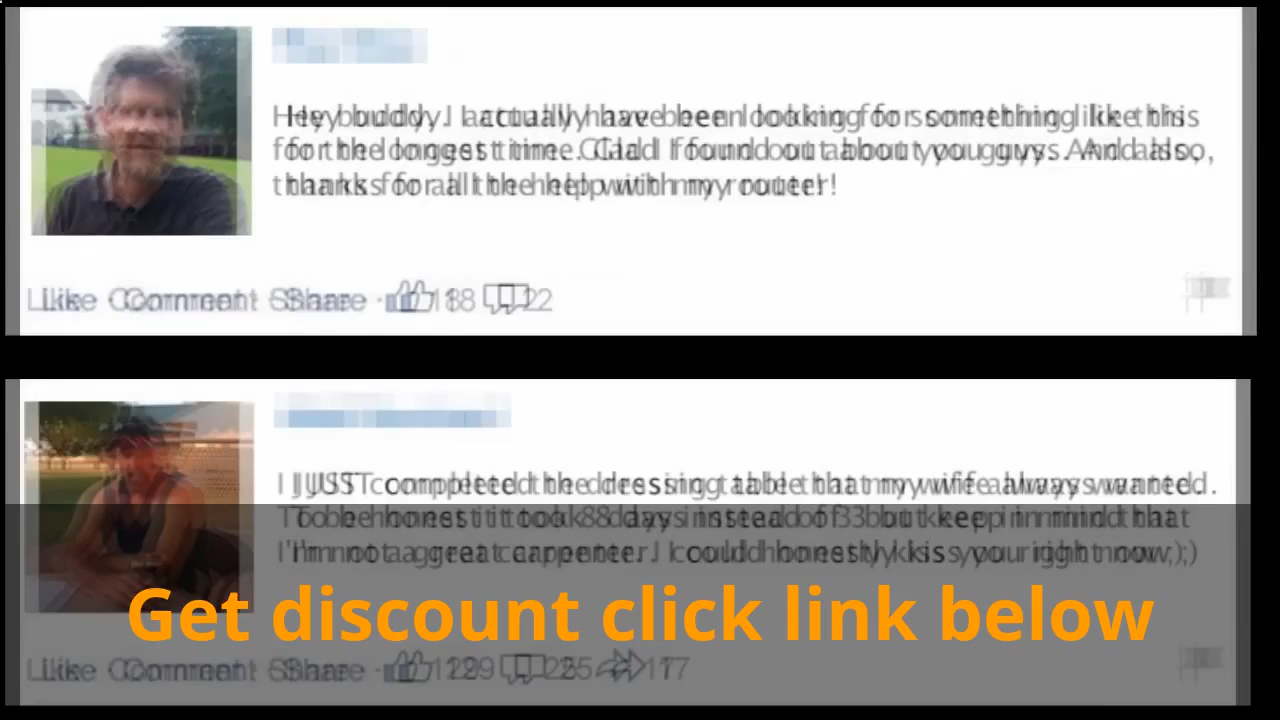 Hey buddy. I actually have been looking for something like this
for the longest time. Glad I found out about you guys. And also,
thanks for all the help with my router!
Like · Comment · Share ·
I JUST completed the dressing table that my wife always wanted.
To be honest it took 8 days instead of 3 but keep in mind that
I'm not a great carpenter. I could honestly kiss you right now ;)
Get discount click link below
Like · Comment · Share ·